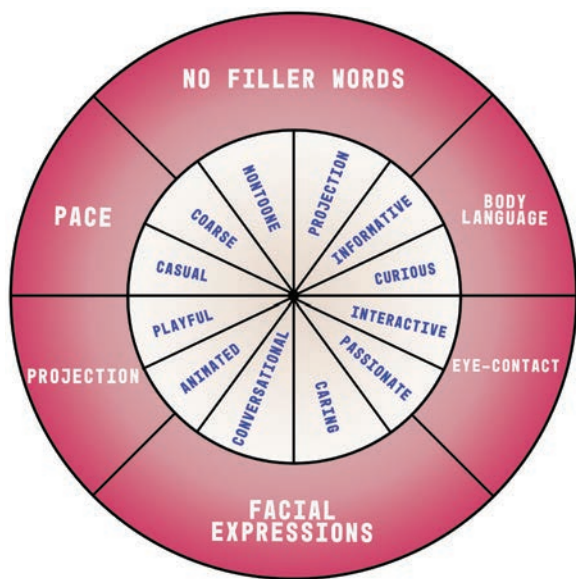 NO FILLER WORDS
BODY
LANGUAGE
EYE-CONTACT
FACIAL
EXPRESSIONS
PROJECTION
PACE
PROJECTION
INFORMATIVE
CURIOUS
INTERACTIVE
PASSIONATE
CARING
CONVERSATIONAL
ANIMATED
PLAYFUL
CASUAL
COARSE
MONTOONE